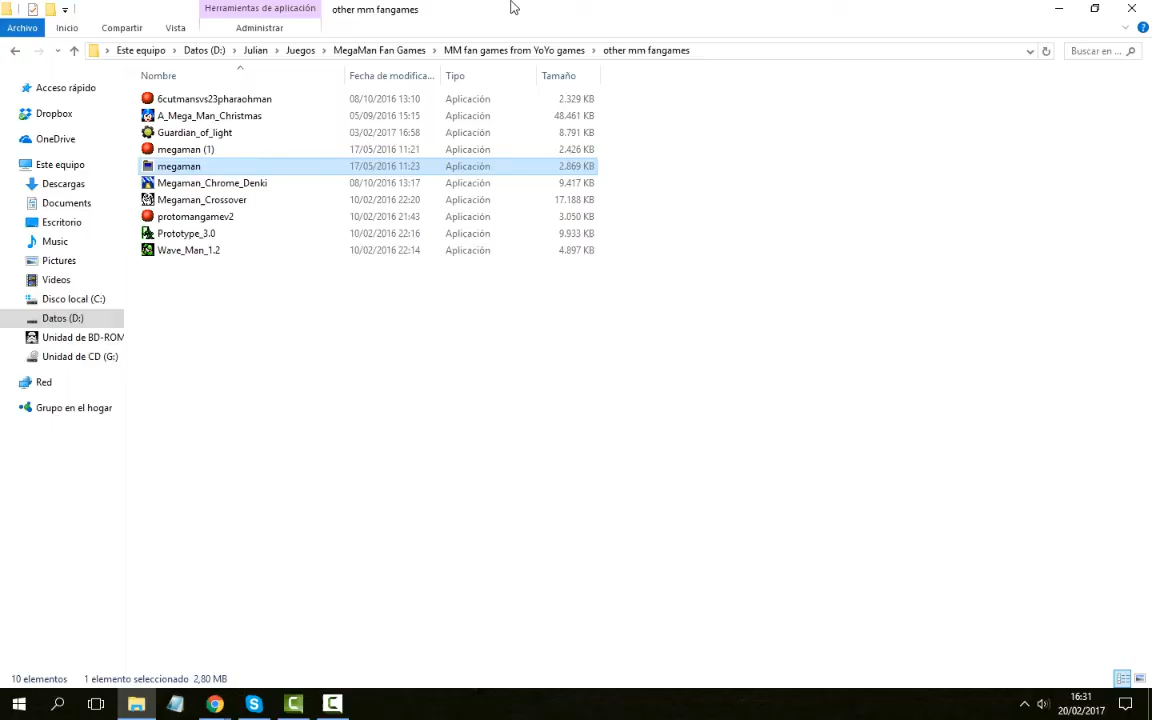 Herramientas de aplicación other mm fangames
Archivo Inicio Compartir Vista Administrar
Este equipo Datos (D:) Julian Juegos MegaMan Fan Games MM fan games from YoYo games other mm fangames Buscar en ...
Nombre Fecha de modifica... Tipo Tamaño
6cutmansvs23pharaohman 08/10/2016 13:10 Aplicación 2.329 KB
A_Mega_Man_Christmas 05/09/2016 15:15 Aplicación 48.461 KB
Guardian_of_light 03/02/2017 16:58 Aplicación 8.791 KB
megaman (1) 17/05/2016 11:21 Aplicación 2.426 KB
megaman 17/05/2016 11:23 Aplicación 2.869 KB
Megaman_Chrome_Denki 08/10/2016 13:17 Aplicación 9.417 KB
Megaman_Crossover 10/02/2016 22:20 Aplicación 17.188 KB
protomangamev2 10/02/2016 21:43 Aplicación 3.050 KB
Prototype_3.0 10/02/2016 22:16 Aplicación 9.933 KB
Wave_Man_1.2 10/02/2016 22:14 Aplicación 4.897 KB
Acceso rápido
Dropbox
OneDrive
Este equipo
Descargas
Documents
Escritorio
Music
Pictures
Videos
Disco local (C:)
Datos (D:)
Unidad de BD-ROM
Unidad de CD (G:)
Red
Grupo en el hogar
10 elementos 1 elemento seleccionado 2,80 MB
16:31
20/02/2017